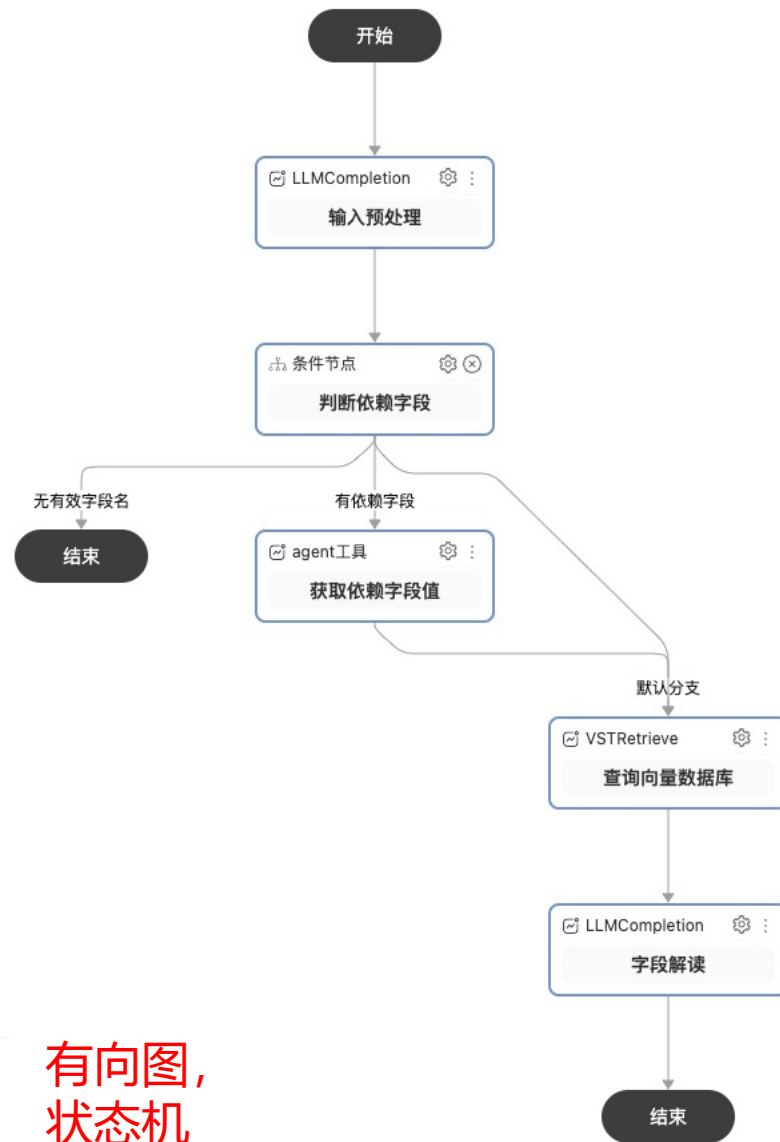 开始
LLMCompletion
输入预处理
条件节点
判断依赖字段
无有效字段名
有依赖字段
结束
agent工具
获取依赖字段值
默认分支
VSTRetrieve
查询向量数据库
LLMCompletion
字段解读
有向图，
状态机
结束